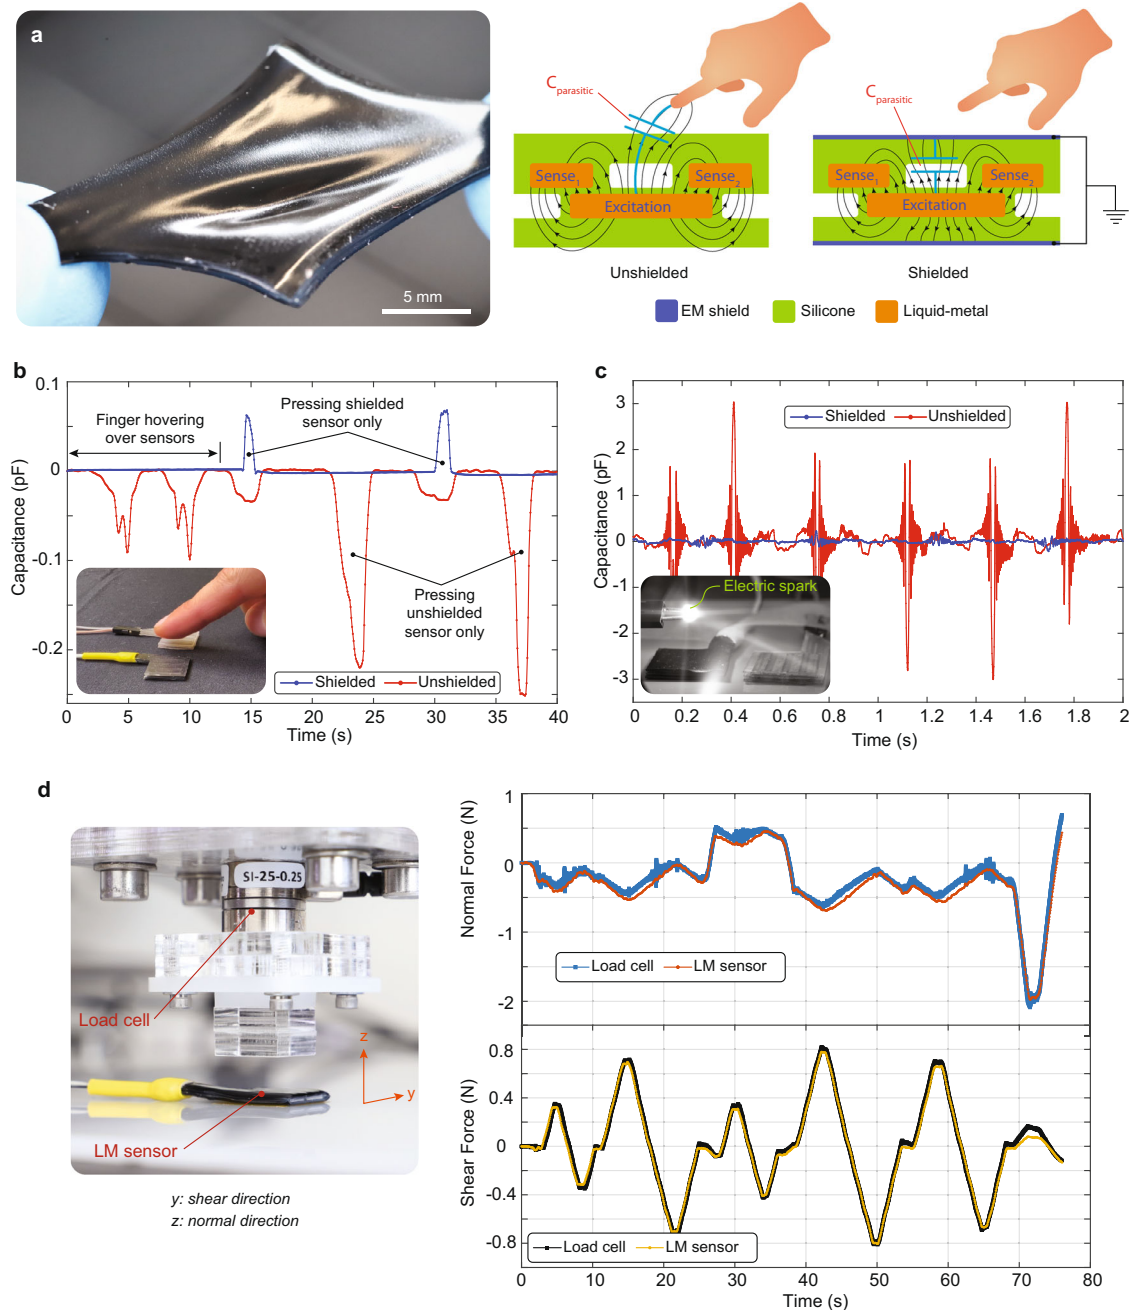 a
5 mm
Cparasitic
Sense1
Sense2
Excitation
Unshielded
Cparasitic
Sense1
Sense2
Excitation
Shielded
EM shield
Silicone
Liquid-metal
b
Capacitance (pF)
0.1
0
-0.1
-0.2
Finger hovering
over sensors
Pressing shielded
sensor only
Pressing
unshielded
sensor only
Shielded
Unshielded
0 5 10 15 20 25 30 35 40
Time (s)
c
Capacitance (pF)
3
2
1
0
-1
-2
-3
Shielded
Unshielded
Electric spark
0 0.2 0.4 0.6 0.8 1 1.2 1.4 1.6 1.8 2
Time (s)
d
SI-25-0.25
Load cell
LM sensor
z
y
y: shear direction
z: normal direction
Normal Force (N)
1
0
-1
-2
Load cell
LM sensor
Shear Force (N)
0.8
0.4
0
-0.4
-0.8
Load cell
LM sensor
0 10 20 30 40 50 60 70 80
Time (s)